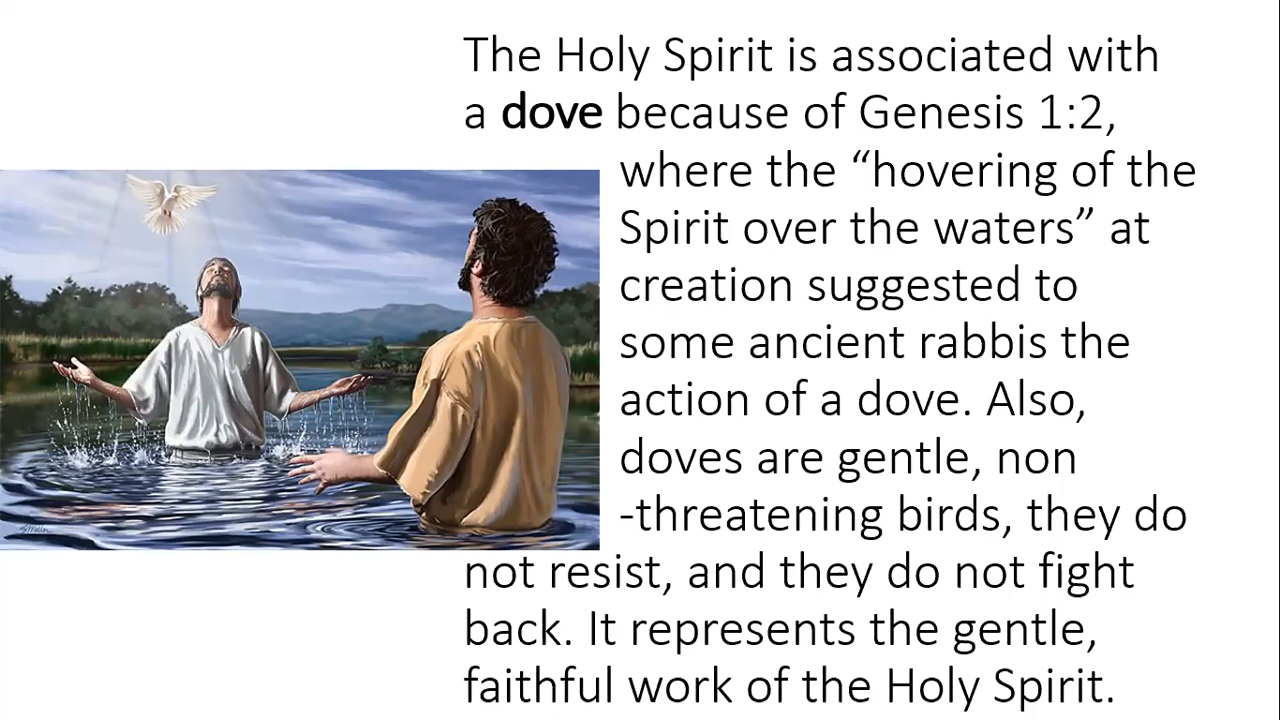 The Holy Spirit is associated with
a dove because of Genesis 1:2,
where the “hovering of the
Spirit over the waters” at
creation suggested to
some ancient rabbis the
action of a dove. Also,
doves are gentle, non
-threatening birds, they do
not resist, and they do not fight
back. It represents the gentle,
faithful work of the Holy Spirit.